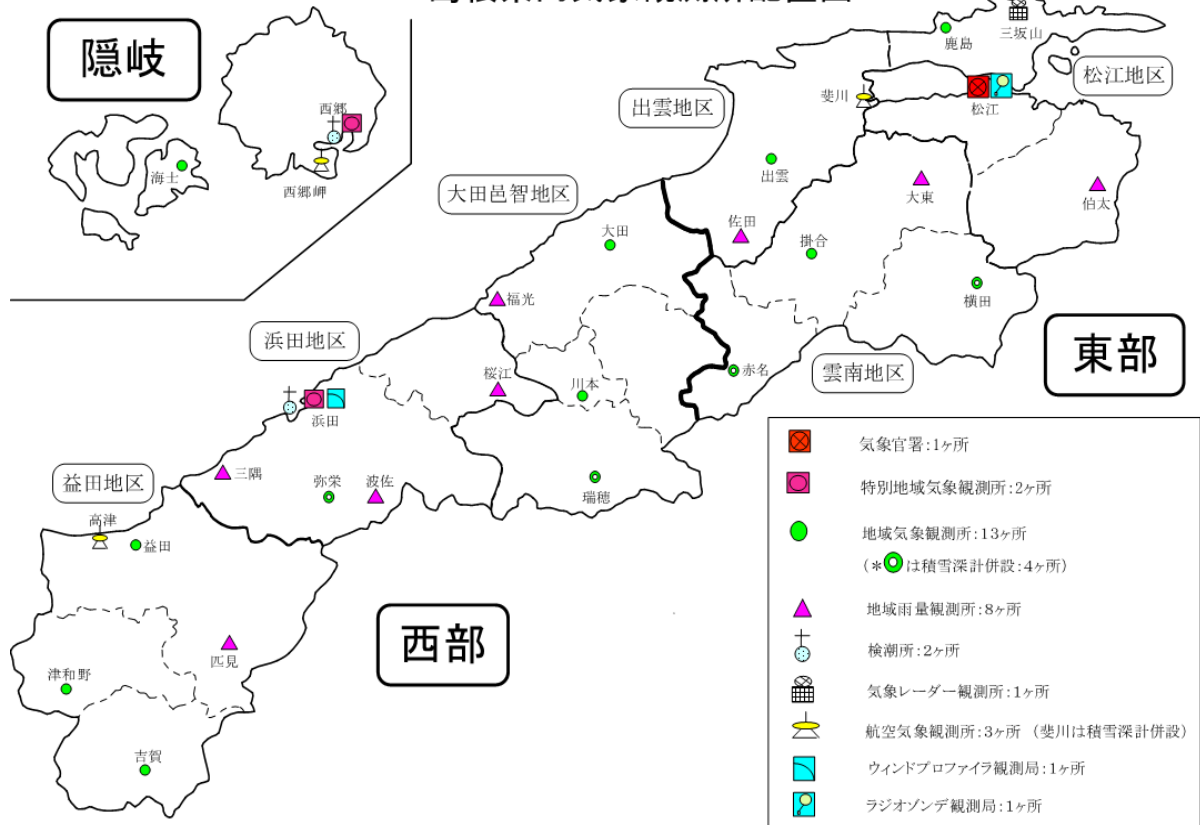 隠岐
西郷
海士
西郷岬
鹿島
三坂山
松江地区
斐川
松江
出雲地区
出雲
大東
伯太
大田邑智地区
佐田
大田
掛合
横田
福光
東部
浜田地区
桜江
川本
赤名
雲南地区
浜田
三隅
弥栄
波佐
瑞穂
益田地区
高津
益田
西部
匹見
津和野
吉賀
気象官署:1ヶ所
特別地域気象観測所:2ヶ所
地域気象観測所:13ヶ所
(*は積雪深計併設:4ヶ所)
地域雨量観測所:8ヶ所
検潮所:2ヶ所
気象レーダー観測所:1ヶ所
航空気象観測所:3ヶ所 (斐川は積雪深計併設)
ウィンドプロファイラ観測局:1ヶ所
ラジオゾンデ観測局:1ヶ所